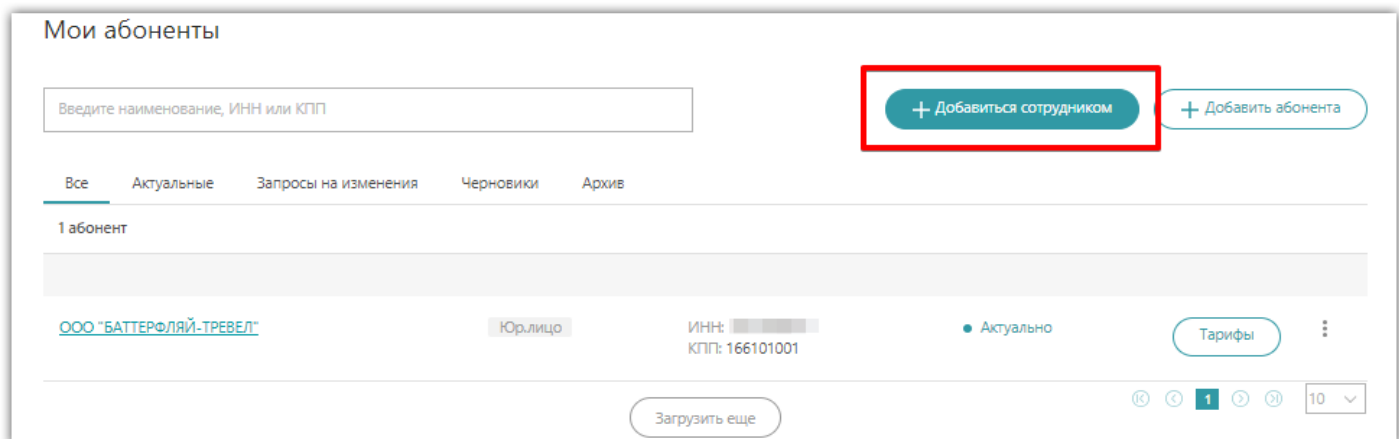 Мои абоненты
Введите наименование, ИНН или КПП
+ Добавиться сотрудником
+ Добавить абонента
Все Актуальные Запросы на изменения Черновики Архив
1 абонент
ООО "БАТТЕРФЛЯЙ-ТРЕВЕЛ" Юр.лицо ИНН: Актуально Тарифы
КПП: 166101001
1 10
Загрузить еще